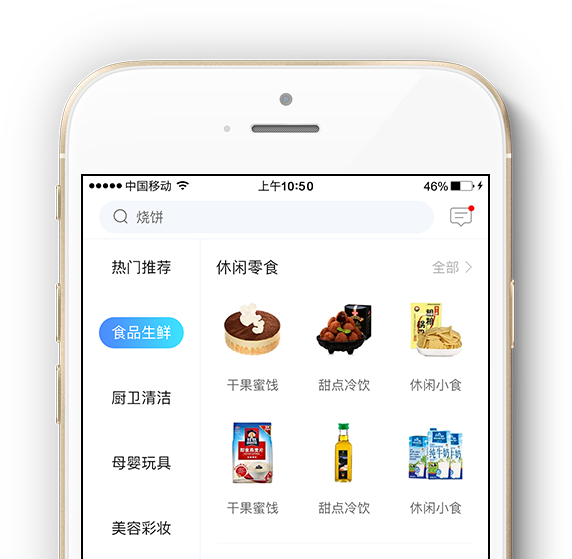 中国移动
上午10:50
46%
烧饼
热门推荐
食品生鲜
厨卫清洁
母婴玩具
美容彩妆
休闲零食
全部
干果蜜饯
甜点冷饮
休闲小食
干果蜜饯
甜点冷饮
休闲小食
纯牛奶